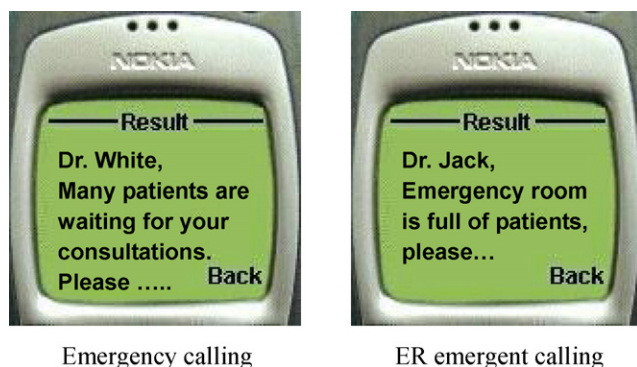 NOKIA
Result
Dr. White,
Many patients are
waiting for your
consultations.
Please .....
Back
Emergency calling
NOKIA
Result
Dr. Jack,
Emergency room
is full of patients,
please...
Back
ER emergent calling